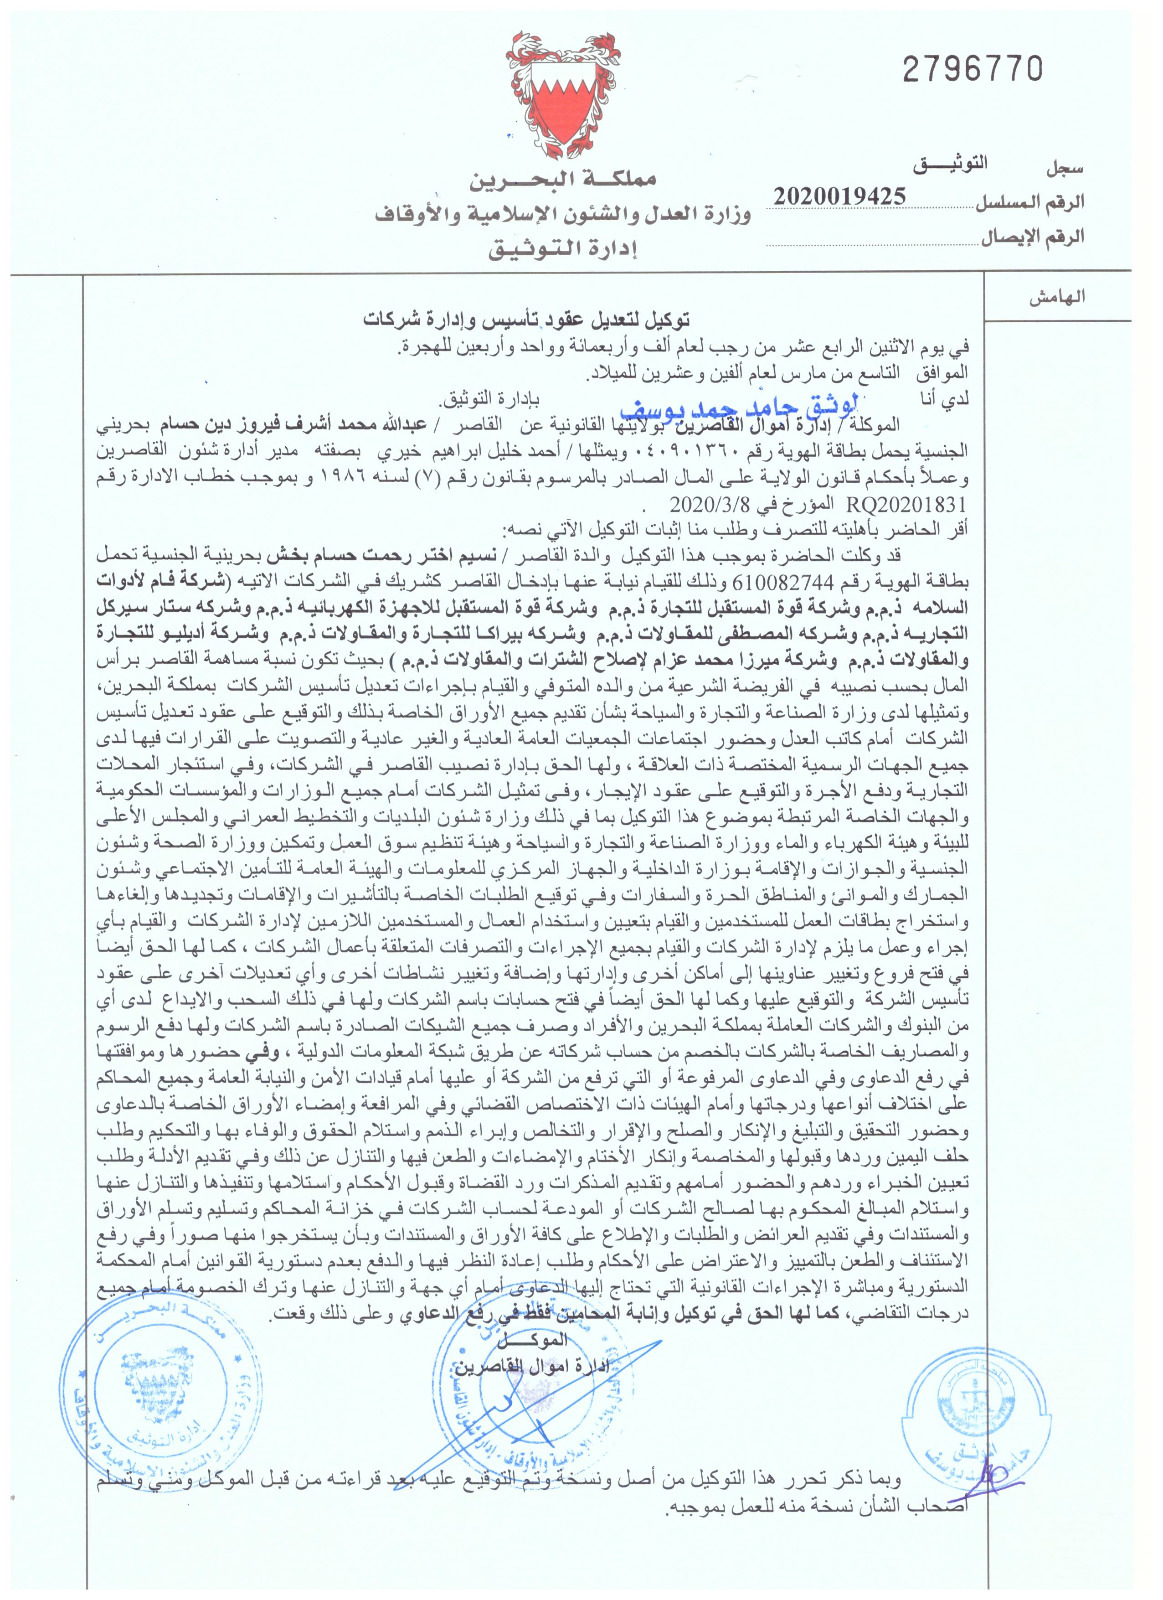 2796770
سجل التوثيـــق
الرقم المسلسل 2020019425
الرقم الإيصال
مملكـــة البحـــرين
وزارة العدل والشئون الإسلامية والأوقاف
إدارة التـوثـيـق
الهامش
توكيل لتعديل عقود تأسيس وإدارة شركات
في يوم الاثنين الرابع عشر من رجب لعام ألف وأربعمائة وواحد وأربعين للهجرة.
الموافق التاسع من مارس لعام ألفين وعشرين للميلاد.
لدي أنا لوثق حامد حمد يوسف بإدارة التوثيق.
الموكلة / إدارة أموال القاصرين بولايتها القانونية عن القاصر / عبدالله محمد أشرف فيروز دين حسام بحريني
الجنسية يحمل بطاقة الهوية رقم ٠٤٠٩٠١٣٦٠ ويمثلها / أحمد خليل ابراهيم خيري بصفته مدير أدارة شئون القاصرين
وعملاً بأحكام قانون الولاية على المال الصادر بالمرسوم بقانون رقم (٧) لسنه ١٩٨٦ و بموجب خطاب الادارة رقم
RQ20201831 المؤرخ في 2020/3/8 .
أقر الحاضر بأهليته للتصرف وطلب منا إثبات التوكيل الآتي نصه:
قد وكلت الحاضرة بموجب هذا التوكيل والدة القاصر / نسيم اختر رحمت حسام بخش بحرينية الجنسية تحمل
بطاقة الهوية رقم 610082744 وذلك للقيام نيابة عنها بإدخال القاصر كشريك في الشركات الاتيه (شركة فام لأدوات
السلامه ذ.م.م وشركة قوة المستقبل للتجارة ذ.م.م وشركة قوة المستقبل للاجهزة الكهربائيه ذ.م.م وشركه ستار سيركل
التجاريه ذ.م.م وشركه المصطفى للمقاولات ذ.م.م وشركه بيراكا للتجارة والمقاولات ذ.م.م وشركة أديليو للتجارة
والمقاولات ذ.م.م وشركة ميرزا محمد عزام لإصلاح الشترات والمقاولات ذ.م.م ) بحيث تكون نسبة مساهمة القاصر برأس
المال بحسب نصيبه في الفريضة الشرعية من والده المتوفي والقيام بإجراءات تعديل تأسيس الشركات بمملكة البحرين،
وتمثيلها لدى وزارة الصناعة والتجارة والسياحة بشأن تقديم جميع الأوراق الخاصة بذلك والتوقيع على عقود تعديل تأسيس
الشركات أمام كاتب العدل وحضور اجتماعات الجمعيات العامة العادية والغير عادية والتصويت على القرارات فيها لدى
جميع الجهات الرسمية المختصة ذات العلاقة ، ولها الحق بإدارة نصيب القاصر في الشركات، وفي استئجار المحلات
التجارية ودفع الأجرة والتوقيع على عقود الإيجار، وفى تمثيل الشركات أمام جميع الوزارات والمؤسسات الحكومية
والجهات الخاصة المرتبطة بموضوع هذا التوكيل بما في ذلك وزارة شئون البلديات والتخطيط العمراني والمجلس الأعلى
للبيئة وهيئة الكهرباء والماء ووزارة الصناعة والتجارة والسياحة وهيئة تنظيم سوق العمل وتمكين ووزارة الصحة وشئون
الجنسية والجوازات والإقامة بوزارة الداخلية والجهاز المركزي للمعلومات والهيئة العامة للتأمين الاجتماعي وشئون
الجمارك والموانئ والمناطق الحرة والسفارات وفي توقيع الطلبات الخاصة بالتأشيرات والإقامات وتجديدها وإلغاءها
واستخراج بطاقات العمل للمستخدمين والقيام بتعيين واستخدام العمال والمستخدمين اللازمين لإدارة الشركات والقيام بأي
إجراء وعمل ما يلزم لإدارة الشركات والقيام بجميع الإجراءات والتصرفات المتعلقة بأعمال الشركات ، كما لها الحق أيضاً
في فتح فروع وتغيير عناوينها إلى أماكن أخرى وإدارتها وإضافة وتغيير نشاطات أخرى وأي تعديلات آخرى على عقود
تأسيس الشركة والتوقيع عليها وكما لها الحق أيضاً في فتح حسابات باسم الشركات ولها في ذلك السحب والايداع لدى أي
من البنوك والشركات العاملة بمملكة البحرين والأفراد وصرف جميع الشيكات الصادرة باسم الشركات ولها دفع الرسوم
والمصاريف الخاصة بالشركات بالخصم من حساب شركاته عن طريق شبكة المعلومات الدولية ، وفي حضورها وموافقتها
في رفع الدعاوى وفي الدعاوى المرفوعة أو التي ترفع من الشركة أو عليها أمام قيادات الأمن والنيابة العامة وجميع المحاكم
على اختلاف أنواعها ودرجاتها وأمام الهيئات ذات الاختصاص القضائي وفي المرافعة وإمضاء الأوراق الخاصة بالدعاوى
وحضور التحقيق والتبليغ والإنكار والصلح والإقرار والتخالص وإبراء الذمم واستلام الحقوق والوفاء بها والتحكيم وطلب
حلف اليمين وردها وقبولها والمخاصمة وإنكار الأختام والإمضاءات والطعن فيها والتنازل عن ذلك وفي تقديم الأدلة وطلب
تعيين الخبراء وردهم والحضور أمامهم وتقديم المذكرات ورد القضاة وقبول الأحكام واستلامها وتنفيذها والتنازل عنها
واستلام المبالغ المحكوم بها لصالح الشركات أو المودعة لحساب الشركات في خزانة المحاكم وتسليم وتسلم الأوراق
والمستندات وفي تقديم العرائض والطلبات والإطلاع على كافة الأوراق والمستندات وبأن يستخرجوا منها صوراً وفي رفع
الاستئناف والطعن بالتمييز والاعتراض على الأحكام وطلب إعادة النظر فيها والدفع بعدم دستورية القوانين أمام المحكمة
الدستورية ومباشرة الإجراءات القانونية التي تحتاج إليها الدعاوى أمام أي جهة والتنازل عنها وترك الخصومة أمام جميع
درجات التقاضي، كما لها الحق في توكيل وإنابة المحامين فقط في رفع الدعاوي وعلى ذلك وقعت.
الموكـــل
إدارة اموال القاصرين
مملكة البحرين
وزارة العدل والشئون الإسلامية والأوقاف
إدارة التوثيق
الموثق
حامد حمد يوسف
وبما ذكر تحرر هذا التوكيل من أصل ونسخة وتم التوقيع عليه بعد قراءته من قبل الموكل ومني وتسلم
أصحاب الشأن نسخة منه للعمل بموجبه.